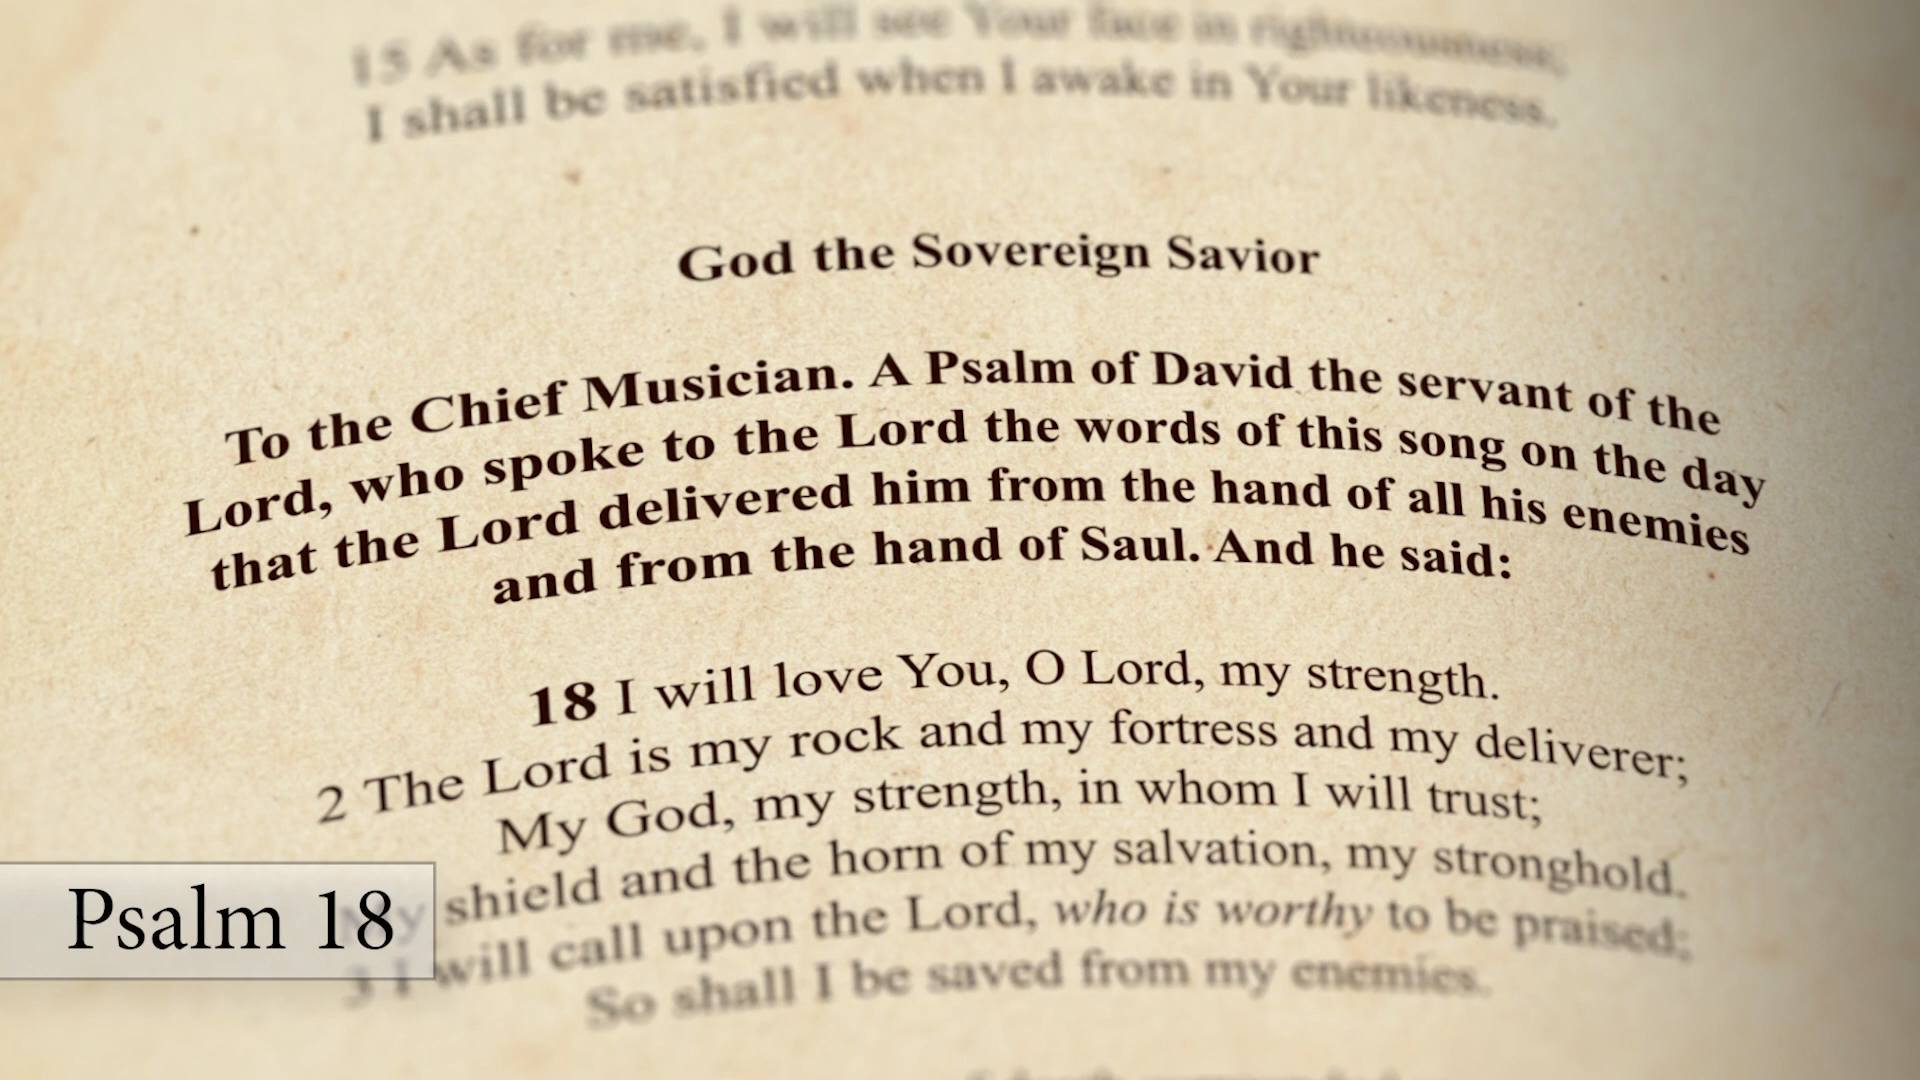 15 As for me, I will see Your face in righteousness;
I shall be satisfied when I awake in Your likeness.
God the Sovereign Savior
To the Chief Musician. A Psalm of David the servant of the
Lord, who spoke to the Lord the words of this song on the day
that the Lord delivered him from the hand of all his enemies
and from the hand of Saul. And he said:
18 I will love You, O Lord, my strength.
2 The Lord is my rock and my fortress and my deliverer;
My God, my strength, in whom I will trust;
My shield and the horn of my salvation, my stronghold.
3 I will call upon the Lord, who is worthy to be praised;
So shall I be saved from my enemies.
Psalm 18